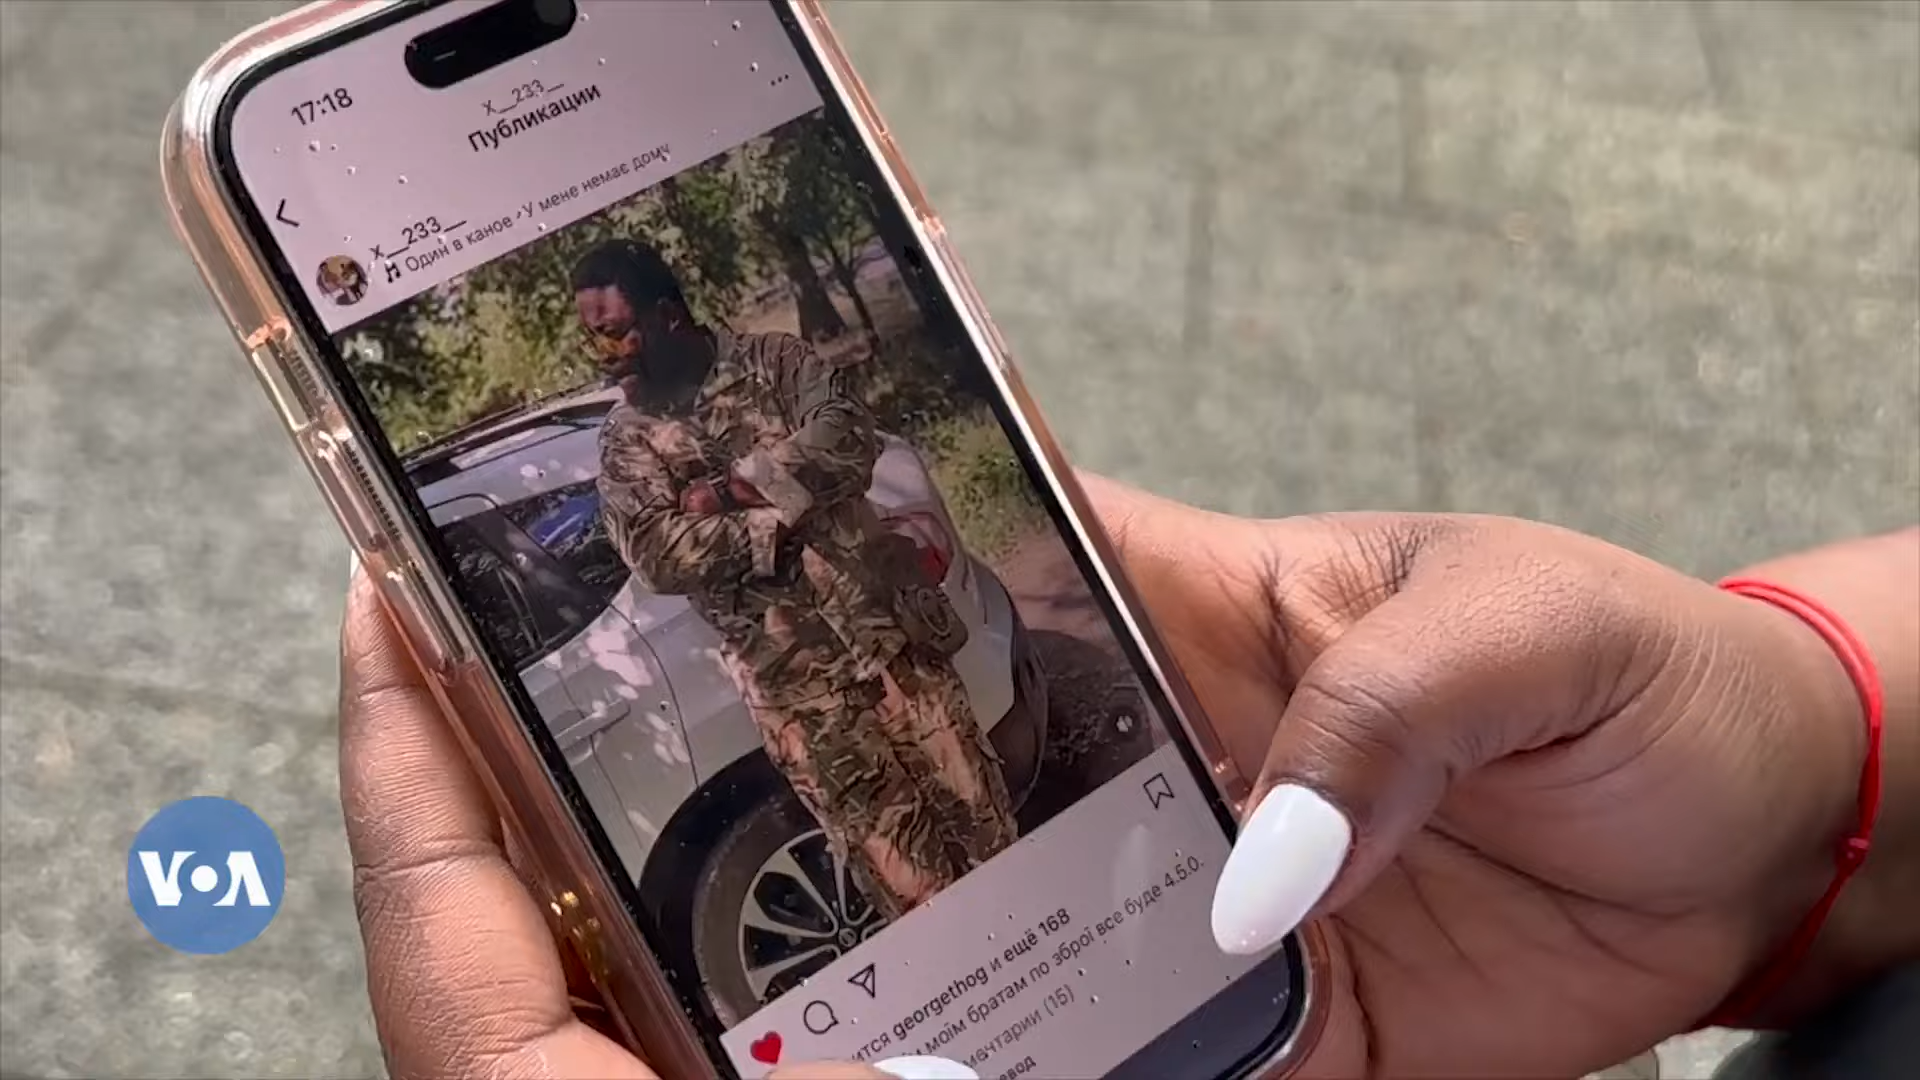 17:18
x__233__
Публикации
x__233__
Один в каное · У мене немає дому
georgethog и ещё 168
моїм братам по зброї все буде 4.5.0.
(15)
VOA